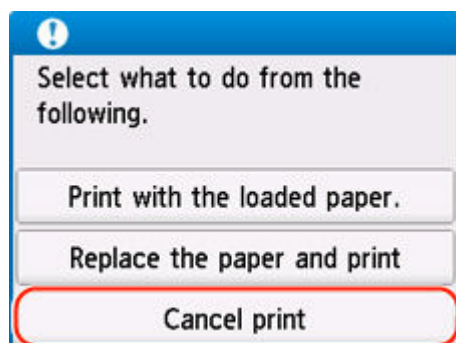 Select what to do from the
following.
Print with the loaded paper.
Replace the paper and print
Cancel print